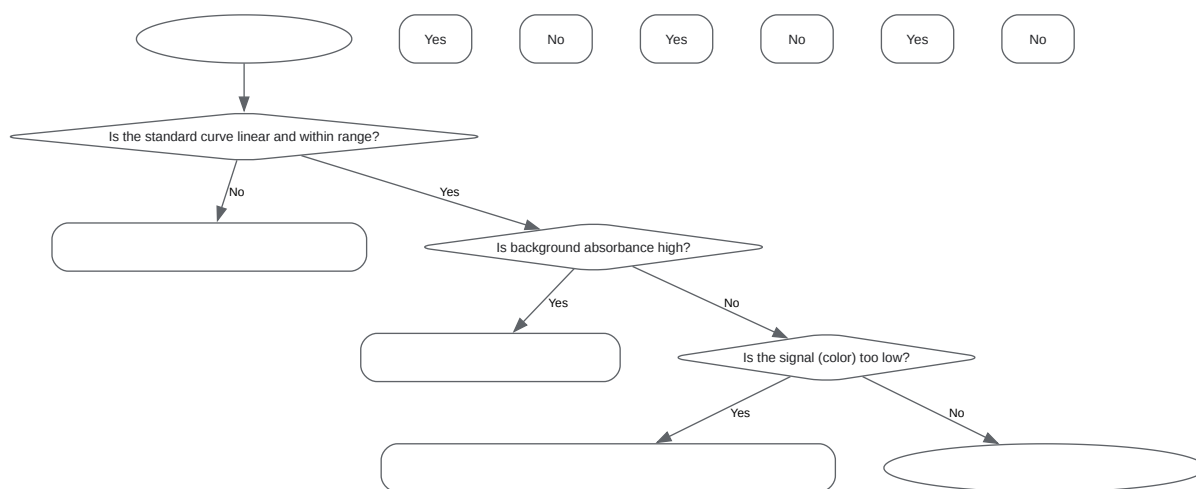 Yes
No
Yes
No
Yes
No
Is the standard curve linear and within range?
No
Yes
Is background absorbance high?
Yes
No
Is the signal (color) too low?
Yes
No